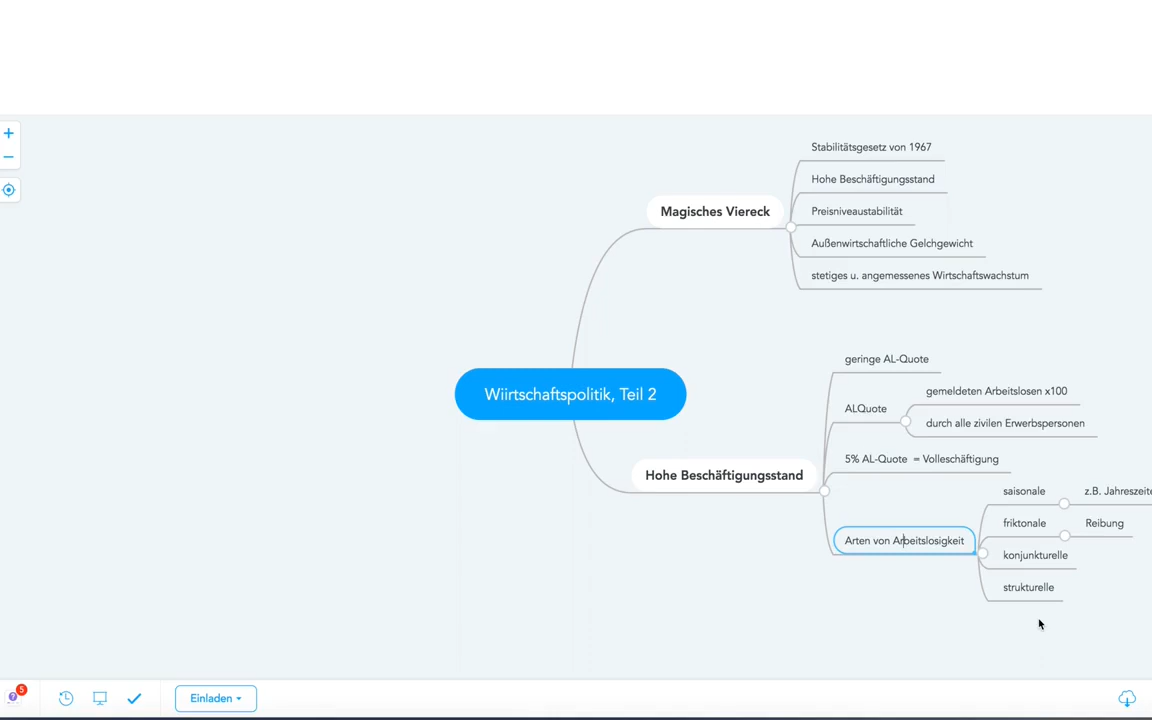 Stabilitätsgesetz von 1967
Hohe Beschäftigungsstand
Magisches Viereck
Preisniveaustabilität
Außenwirtschaftliche Gelchgewicht
stetiges u. angemessenes Wirtschaftswachstum
Wiirtschaftspolitik, Teil 2
geringe AL-Quote
ALQuote
gemeldeten Arbeitslosen x100
durch alle zivilen Erwerbspersonen
Hohe Beschäftigungsstand
5% AL-Quote = Volleschäftigung
Arten von Arbeitslosigkeit
saisonale
z.B. Jahreszeite
friktonale
Reibung
konjunkturelle
strukturelle
5
Einladen